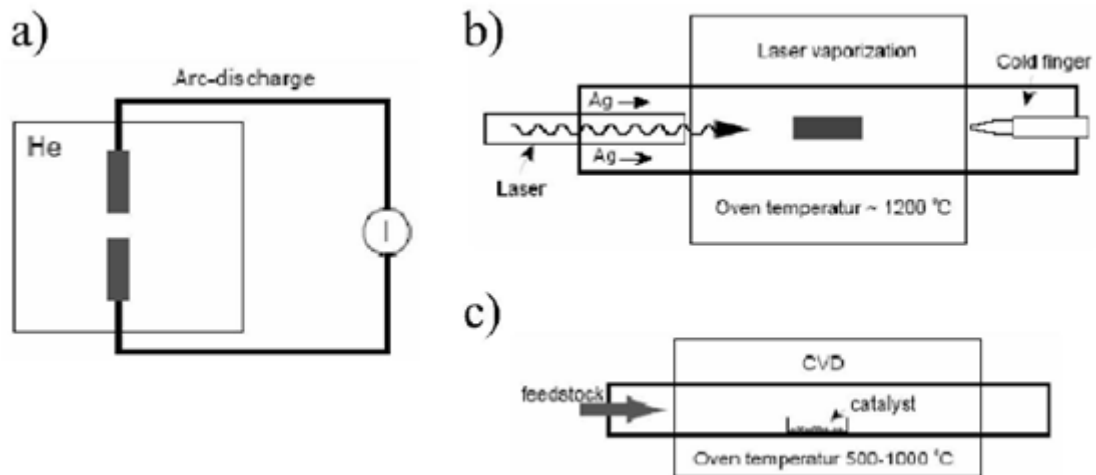 a)
Arc-discharge
He
I
b)
Laser vaporization
Cold finger
Ag
Ag
Laser
Oven temperatur ~ 1200 °C
c)
CVD
feedstock
catalyst
Oven temperatur 500-1000 °C